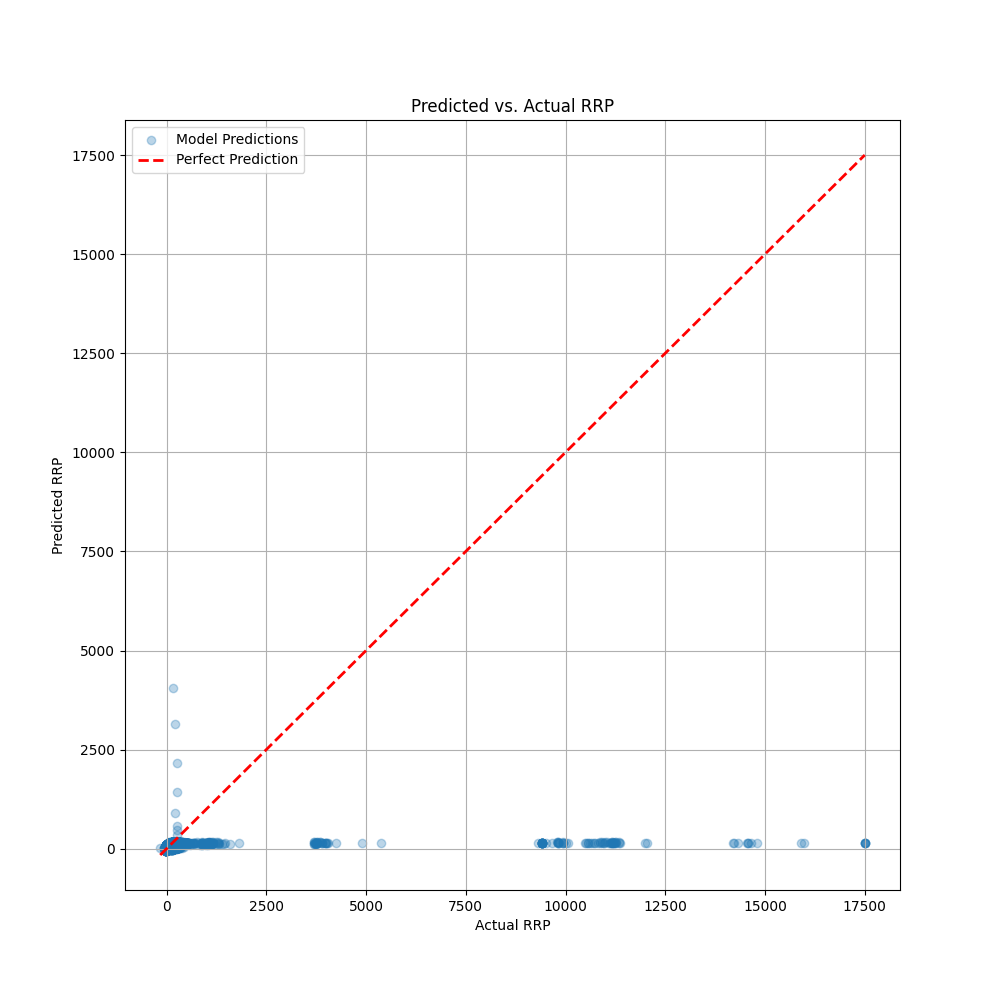 Predicted vs. Actual RRP
Model Predictions
Perfect Prediction
17500
15000
12500
10000
7500
5000
2500
0
Predicted RRP
0 2500 5000 7500 10000 12500 15000 17500
Actual RRP